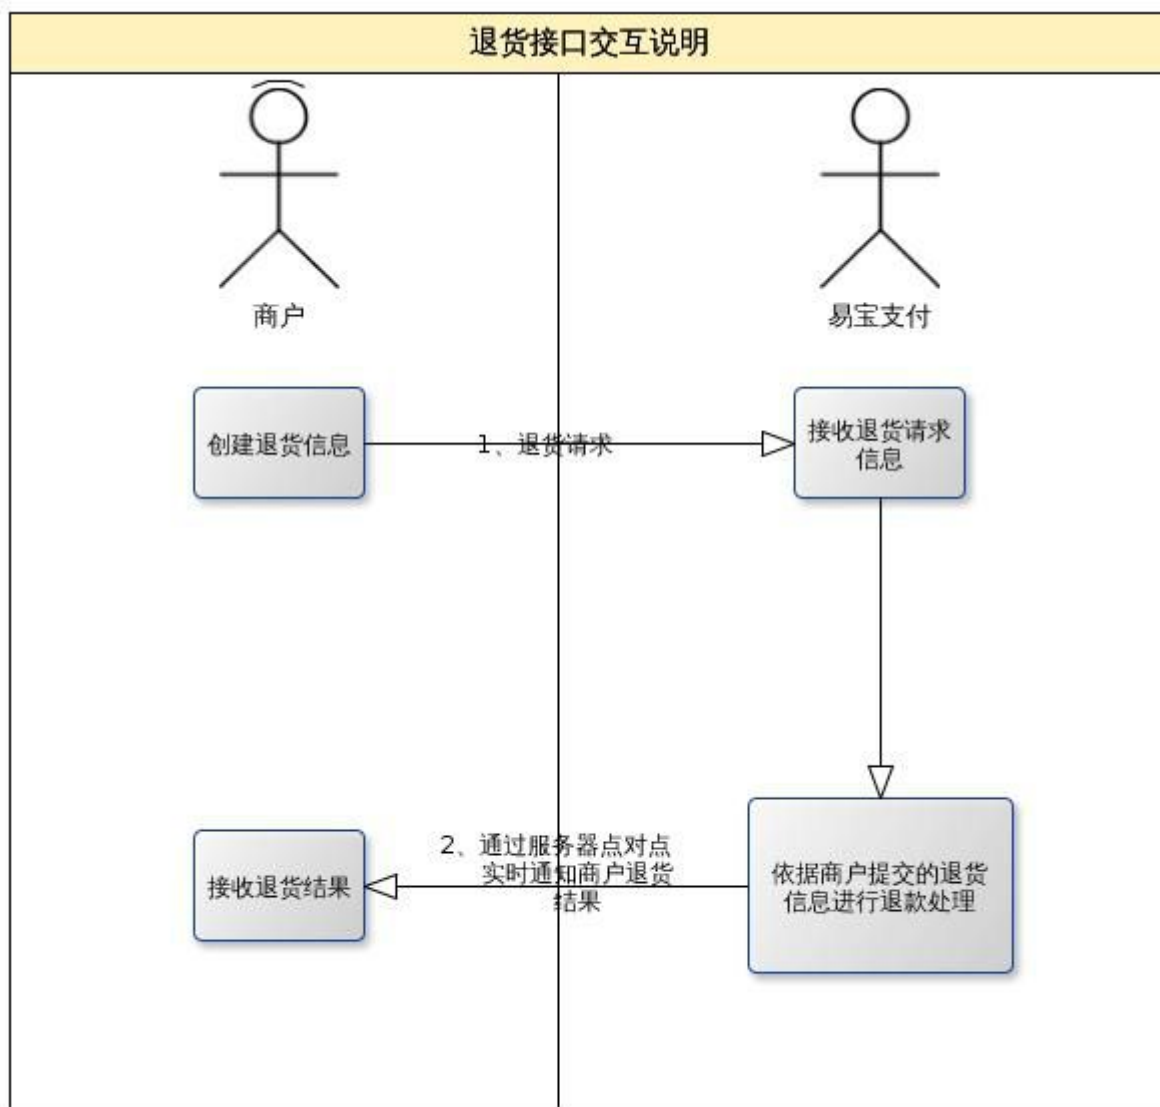 退货接口交互说明
商户
易宝支付
创建退货信息
1、退货请求
接收退货请求
信息
接收退货结果
2、通过服务器点对点
实时通知商户退货
结果
依据商户提交的退货
信息进行退款处理